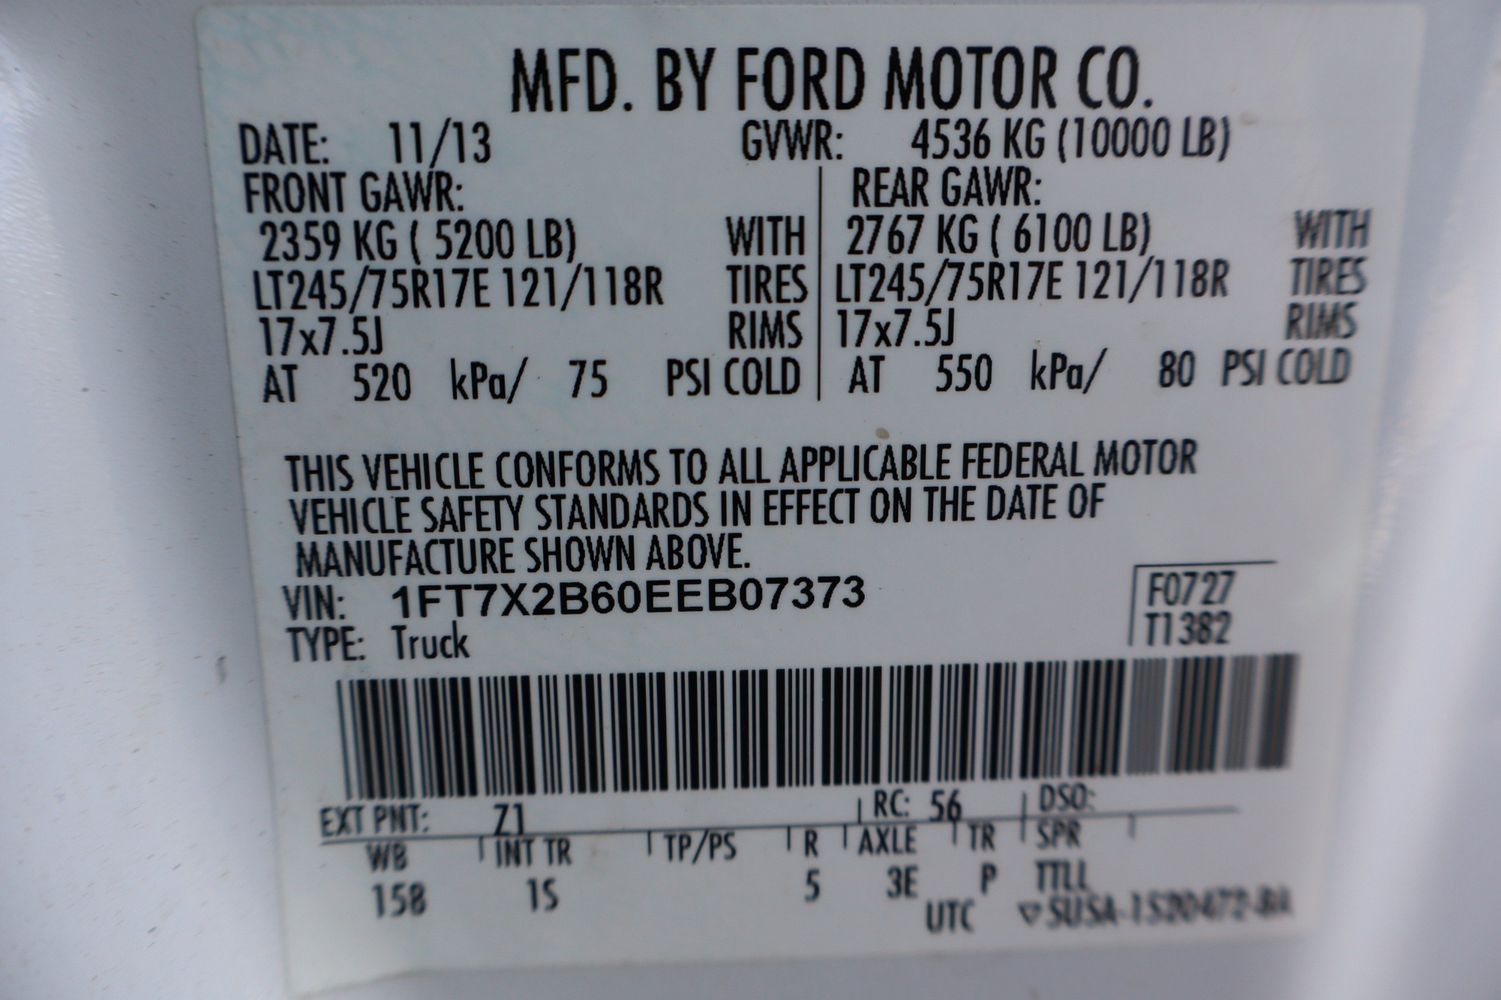 MFD. BY FORD MOTOR CO.
DATE: 11/13 GVWR: 4536 KG (10000 LB)
FRONT GAWR: REAR GAWR:
2359 KG ( 5200 LB) WITH 2767 KG ( 6100 LB) WITH
LT245/75R17E 121/118R TIRES LT245/75R17E 121/118R TIRES
17x7.5J RIMS 17x7.5J RIMS
AT 520 kPa/ 75 PSI COLD AT 550 kPa/ 80 PSI COLD
THIS VEHICLE CONFORMS TO ALL APPLICABLE FEDERAL MOTOR
VEHICLE SAFETY STANDARDS IN EFFECT ON THE DATE OF
MANUFACTURE SHOWN ABOVE.
VIN: 1FT7X2B60EEB07373 F0727
TYPE: Truck T1382
EXT PNT: Z1 RC: 56 DSO:
WB INT TR TP/PS R AXLE TR SPR
158 1S 5 3E P TTLL
UTC ▽SUSA-1520472-BA